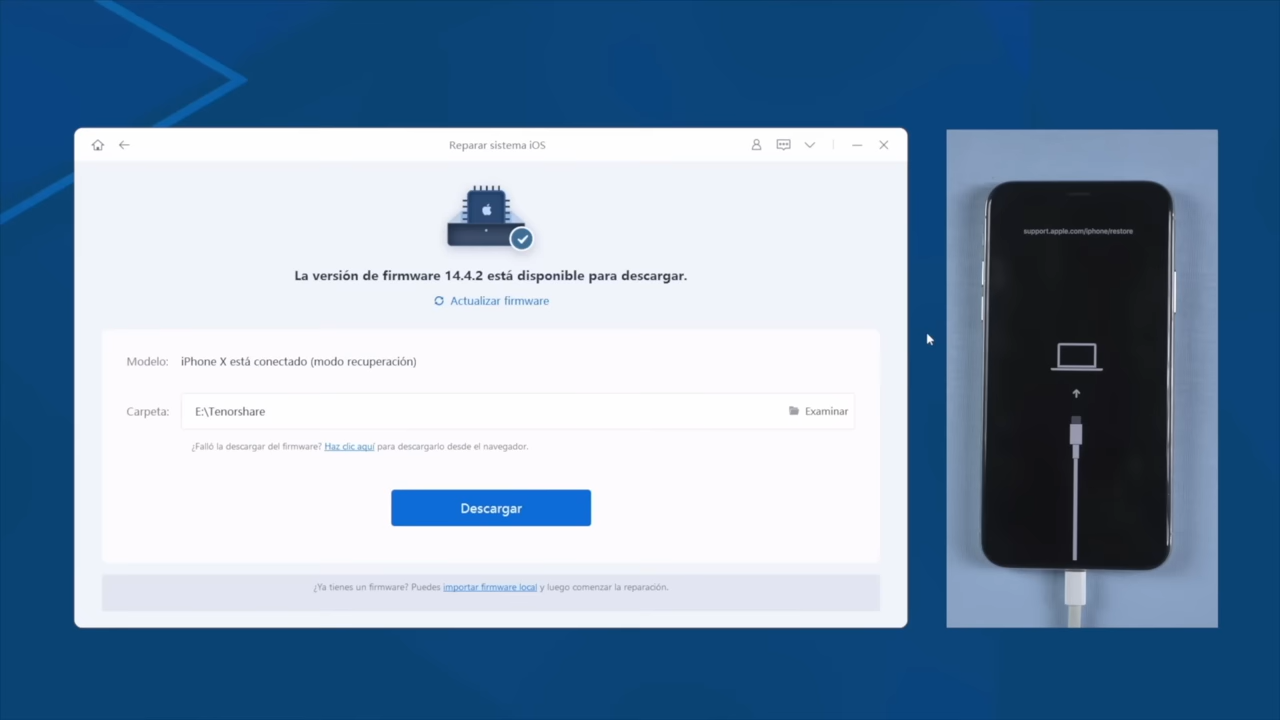 Reparar sistema iOS
La versión de firmware 14.4.2 está disponible para descargar.
Actualizar firmware
Modelo: iPhone X está conectado (modo recuperación)
Carpeta: E:\Tenorshare Examinar
¿Falló la descargar del firmware? Haz clic aquí para descargarlo desde el navegador.
Descargar
¿Ya tienes un firmware? Puedes importar firmware local y luego comenzar la reparación.
support.apple.com/iphone/restore